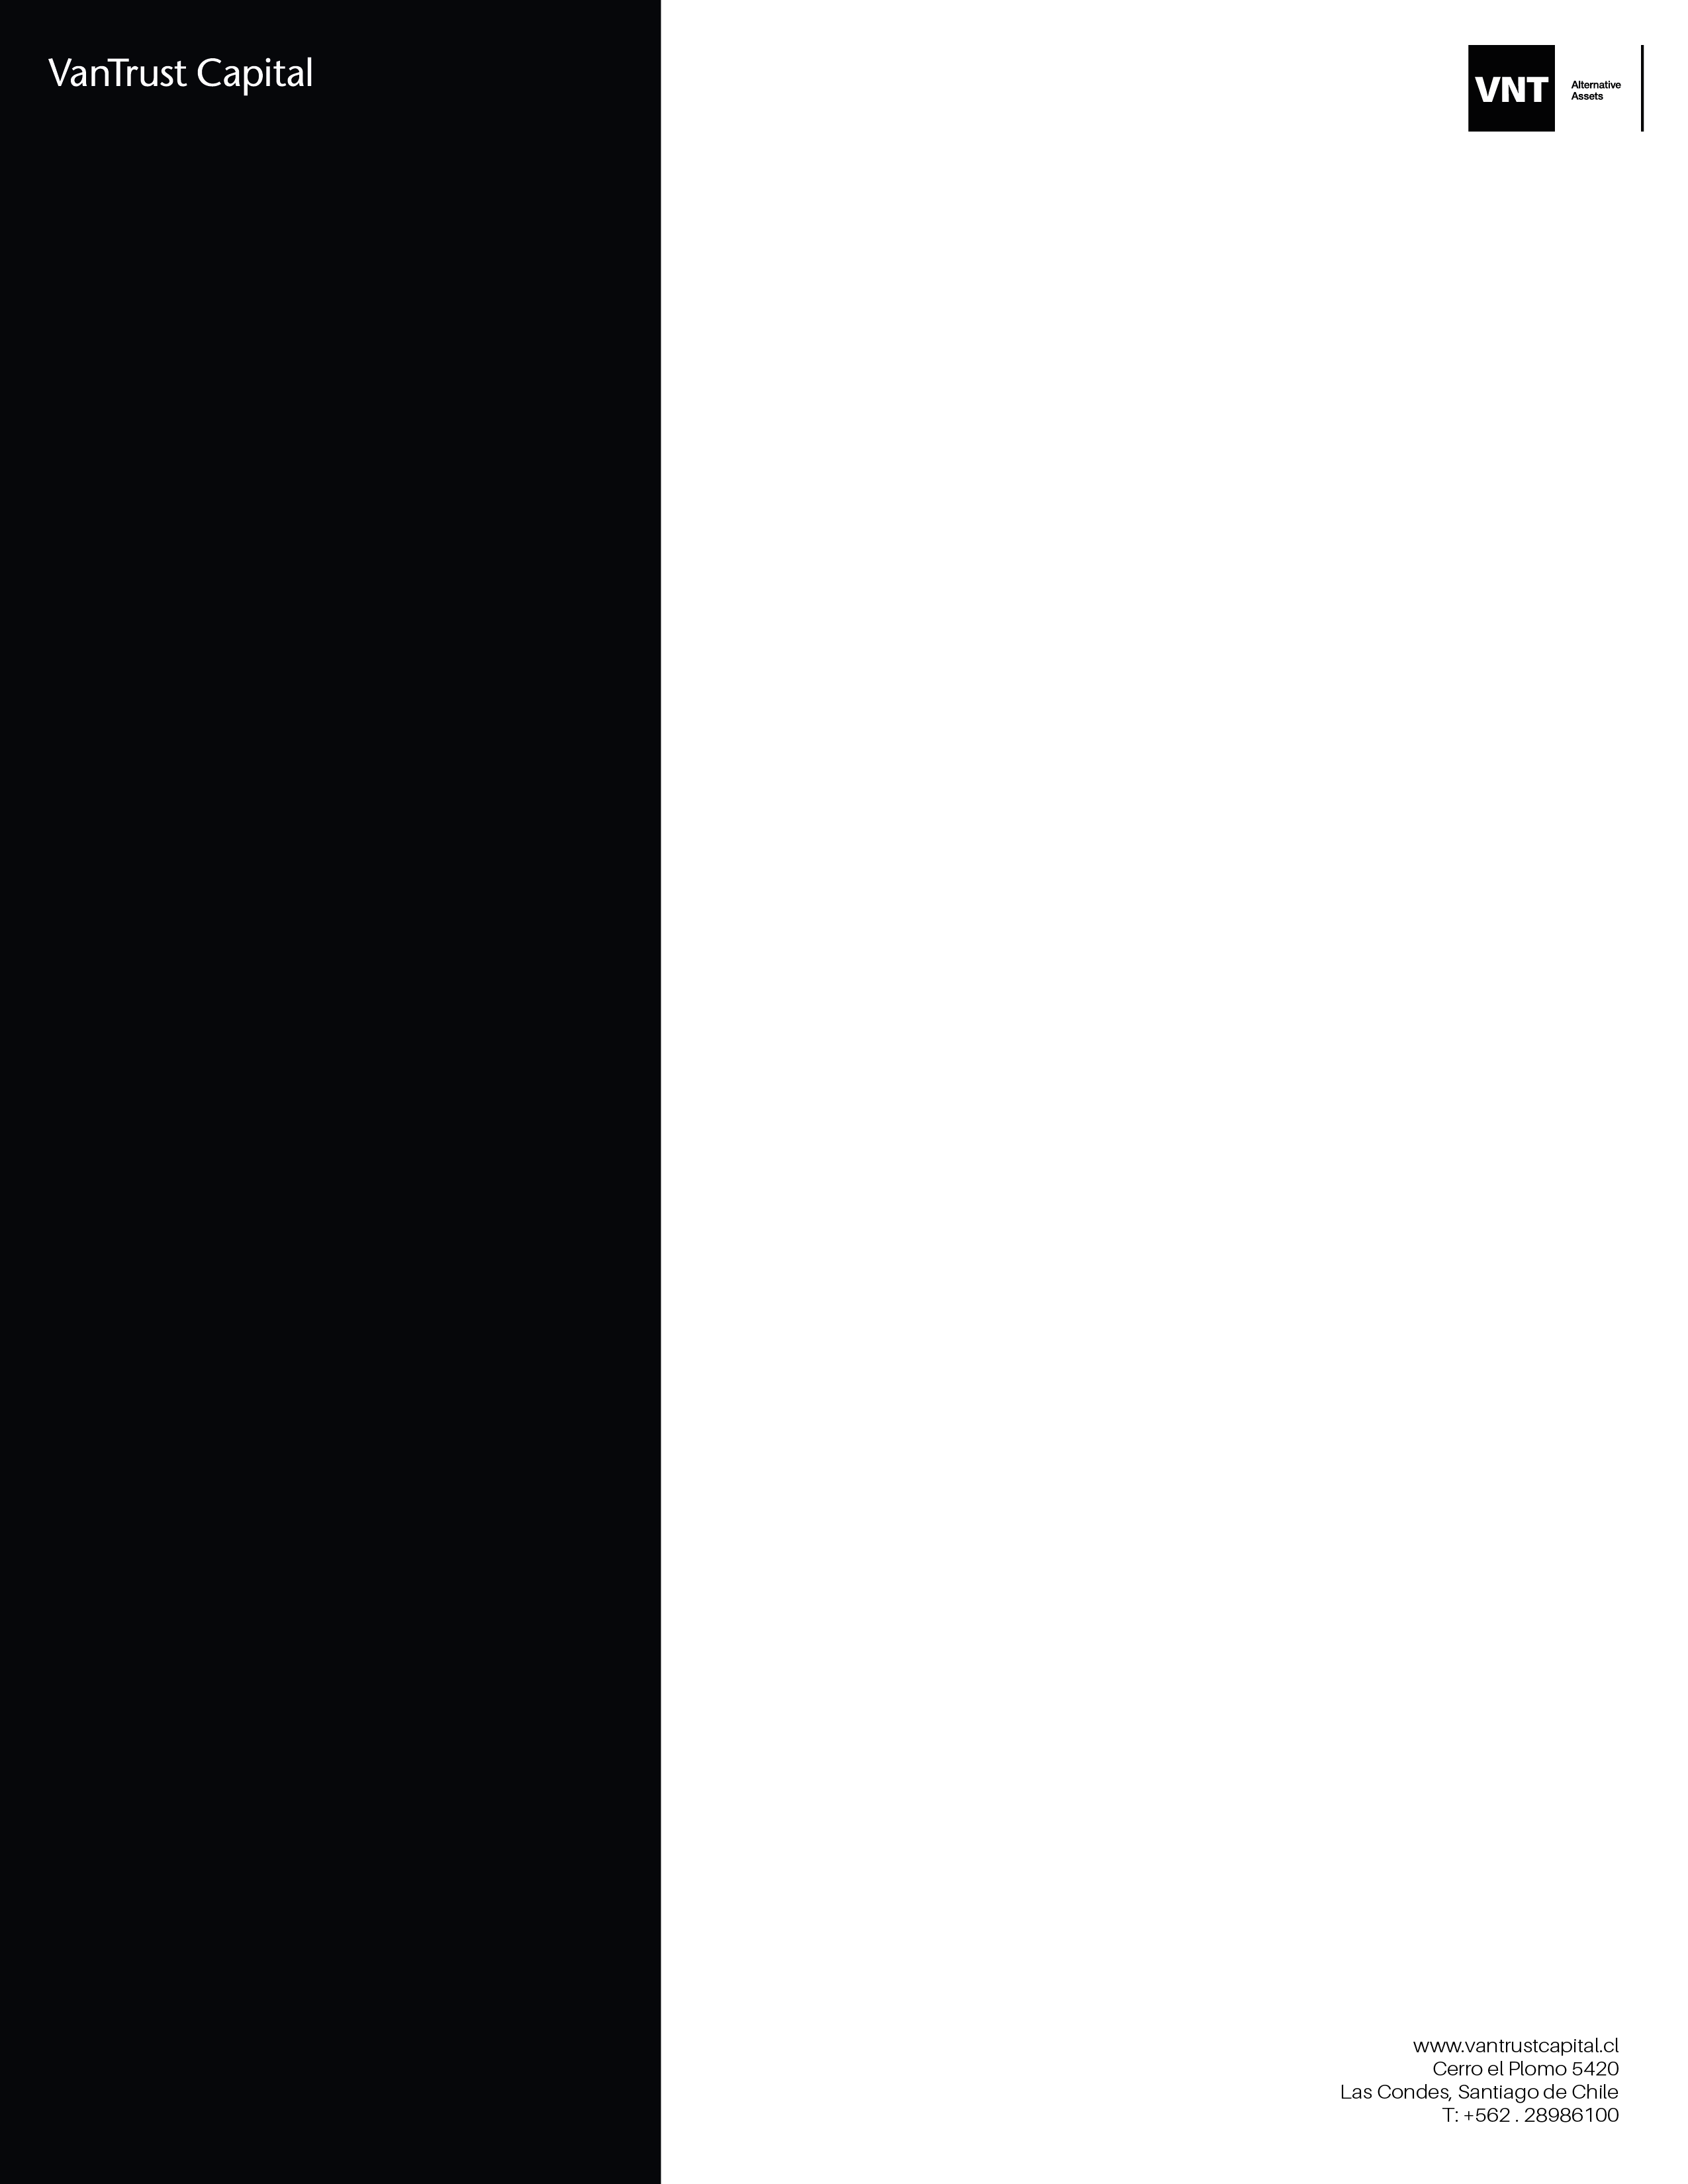 VanTrust Capital
VNT
Alternative
Assets
www.vantrustcapital.cl
Cerro el Plomo 5420
Las Condes, Santiago de Chile
T: +562 . 28986100